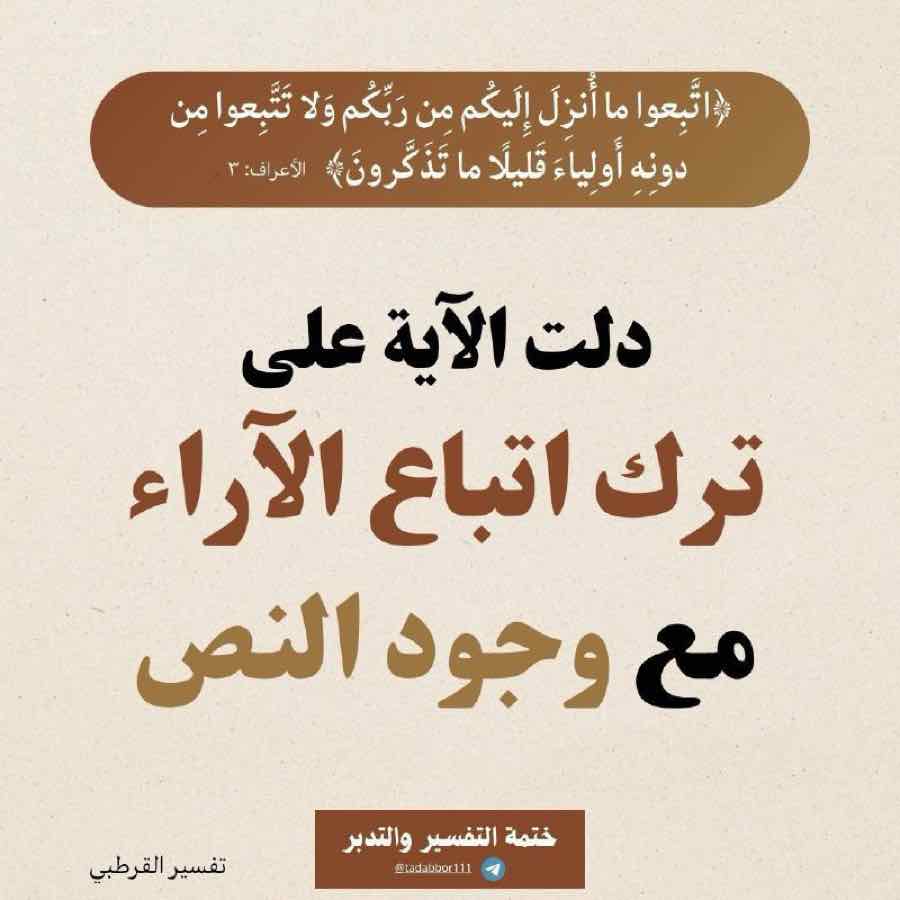 ﴿اتَّبِعوا ما أُنزِلَ إِلَيكُم مِن رَبِّكُم وَلا تَتَّبِعوا مِن
دونِهِ أَولِياءَ قَليلًا ما تَذَكَّرونَ﴾ الأعراف: ٣
دلت الآية على
ترك اتباع الآراء
مع وجود النص
ختمة التفسير والتدبر
@tadabbor111
تفسير القرطبي